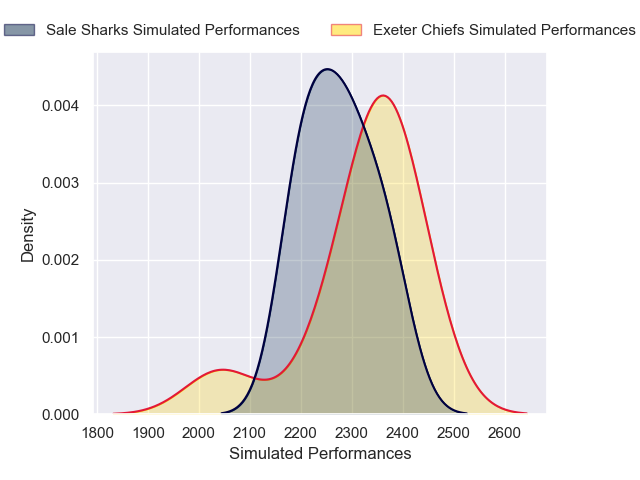 Sale Sharks Simulated Performances Exeter Chiefs Simulated Performances
0.004
0.003
0.002
0.001
0.000
Density
1800 1900 2000 2100 2200 2300 2400 2500 2600
Simulated Performances